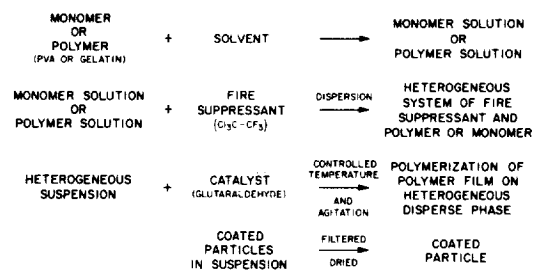 MONOMER
OR
POLYMER
(PVA OR GELATIN)
+
SOLVENT
MONOMER SOLUTION
OR
POLYMER SOLUTION
MONOMER SOLUTION
OR
POLYMER SOLUTION
+
FIRE
SUPPRESSANT
(Cl3C-CF3)
DISPERSION
HETEROGENEOUS
SYSTEM OF FIRE
SUPPRESSANT AND
POLYMER OR MONOMER
HETEROGENEOUS
SUSPENSION
+
CATALYST
(GLUTARALDEHYDE)
CONTROLLED
TEMPERATURE
AND
AGITATION
POLYMERIZATION OF
POLYMER FILM ON
HETEROGENEOUS
DISPERSE PHASE
COATED
PARTICLES
IN SUSPENSION
FILTERED
DRIED
COATED
PARTICLE